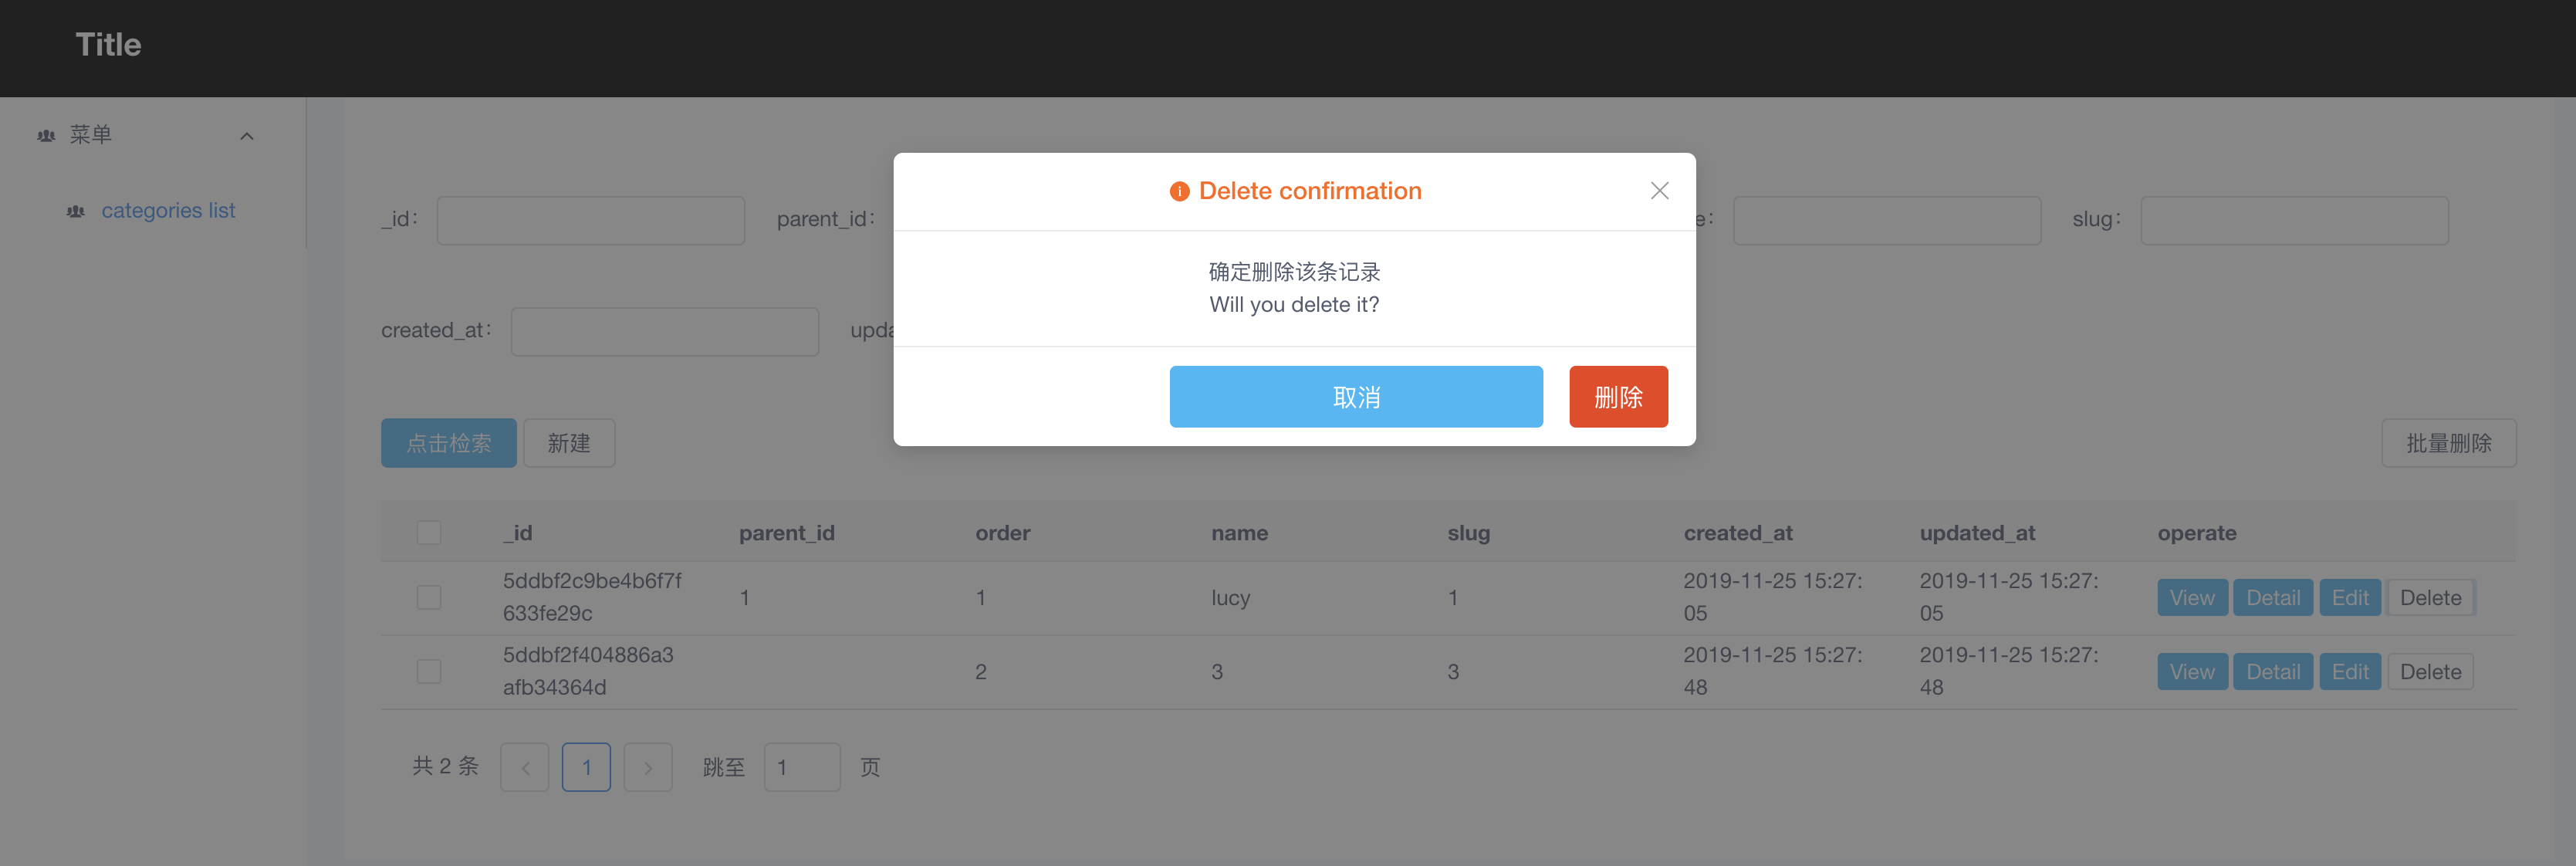 Title
菜单
categories list
Delete confirmation
确定删除该条记录
Will you delete it?
取消 删除
_id： parent_id： e： slug：
created_at： upda
点击检索 新建 批量删除
_id parent_id order name slug created_at updated_at operate
5ddbf2c9be4b6f7f 2019-11-25 15:27: 2019-11-25 15:27:
1 1 lucy 1 View Detail Edit Delete
633fe29c 05 05
5ddbf2f404886a3 2019-11-25 15:27: 2019-11-25 15:27:
2 3 3 View Detail Edit Delete
afb34364d 48 48
共 2 条 1 跳至 1 页